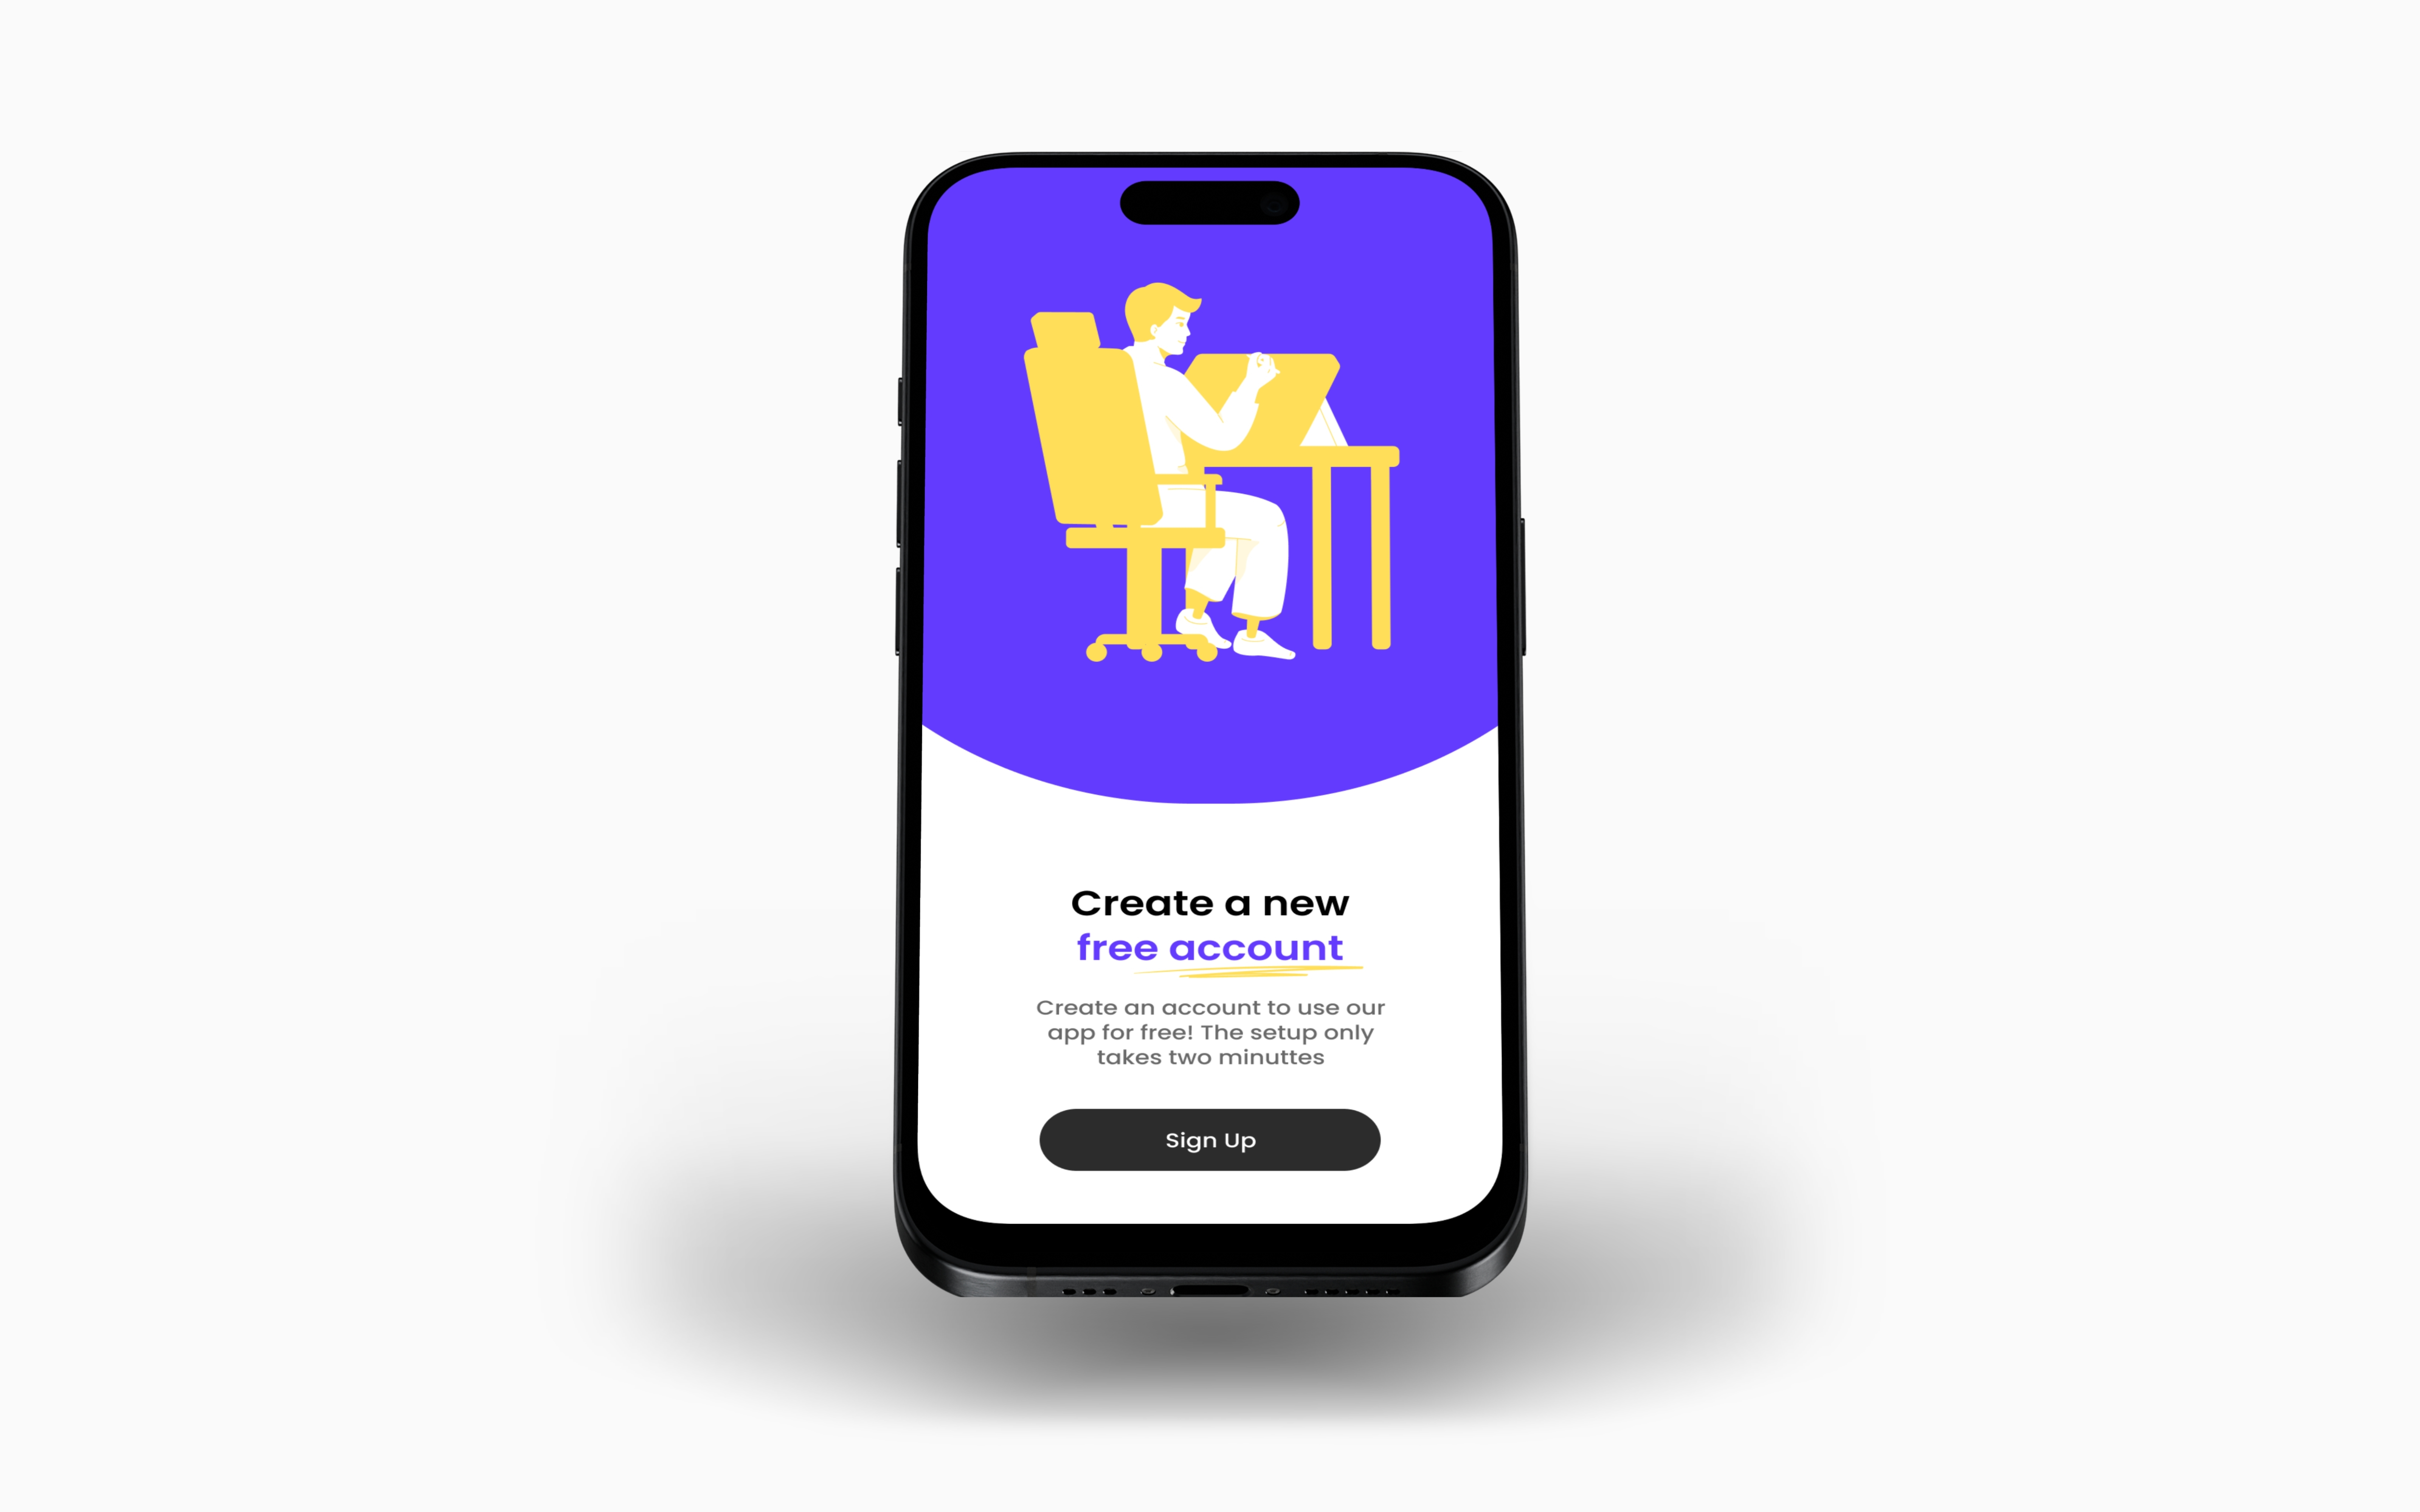 Create a new
free account
Create an account to use our
app for free! The setup only
takes two minuttes
Sign Up